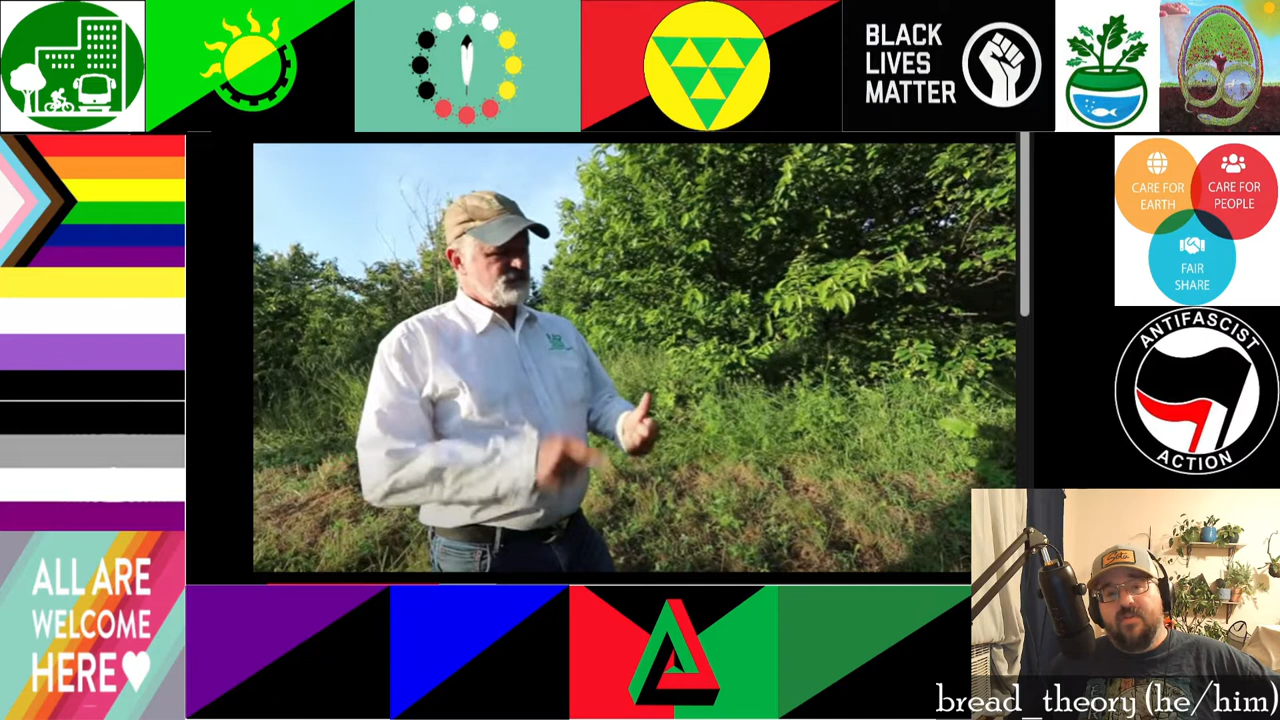 BLACK
LIVES
MATTER
CARE FOR
EARTH
CARE FOR
PEOPLE
FAIR
SHARE
ANTIFASCIST
ACTION
ALL ARE
WELCOME
HERE
bread_theory (he/him)